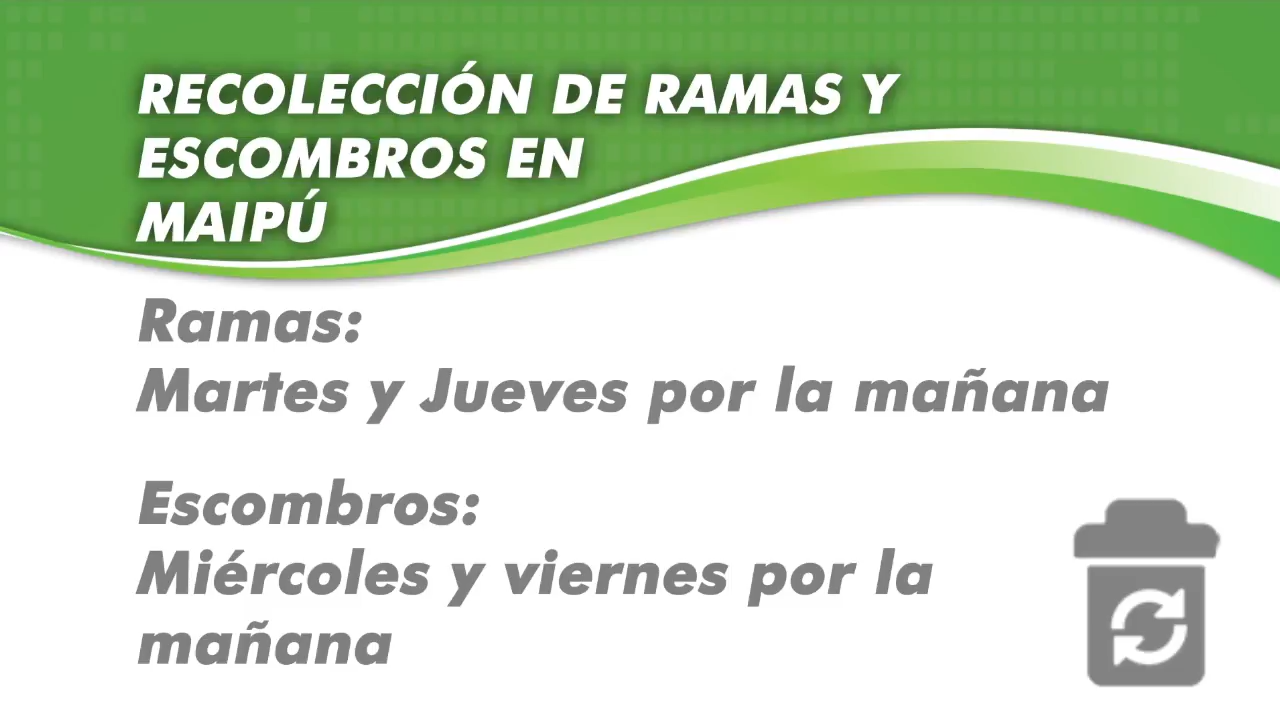 RECOLECCIÓN DE RAMAS Y
ESCOMBROS EN
MAIPÚ
Ramas:
Martes y Jueves por la mañana
Escombros:
Miércoles y viernes por la
mañana